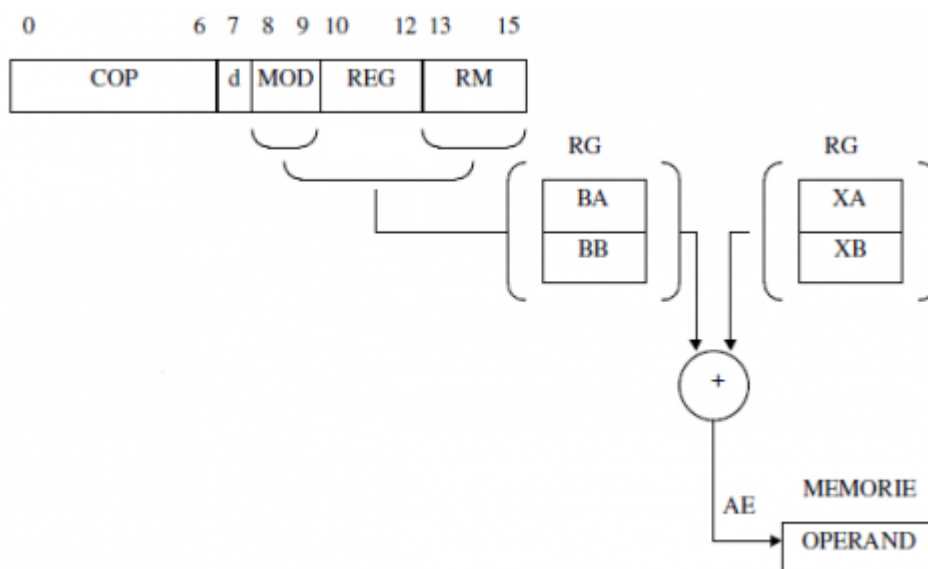 0 6 7 8 9 10 12 13 15
COP d MOD REG RM
RG RG
BA XA
BB XB
+
MEMORIE
AE
OPERAND